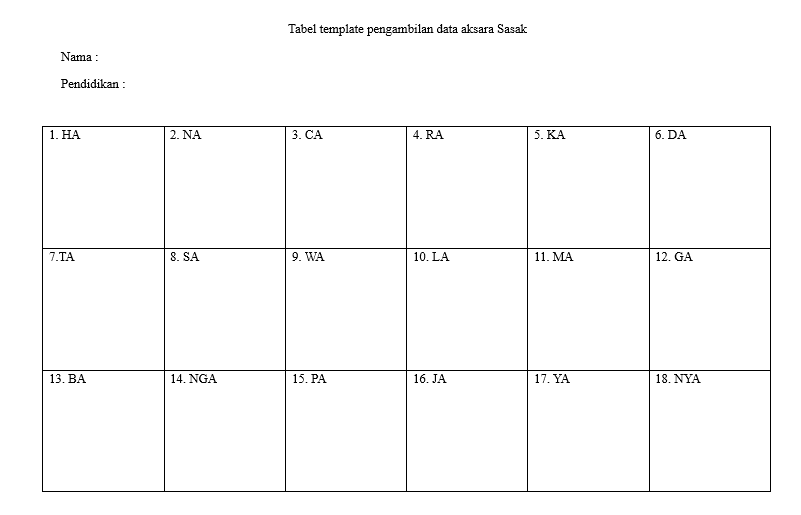 Tabel template pengambilan data aksara Sasak
Nama :
Pendidikan :
1. HA 2. NA 3. CA 4. RA 5. KA 6. DA
7.TA 8. SA 9. WA 10. LA 11. MA 12. GA
13. BA 14. NGA 15. PA 16. JA 17. YA 18. NYA